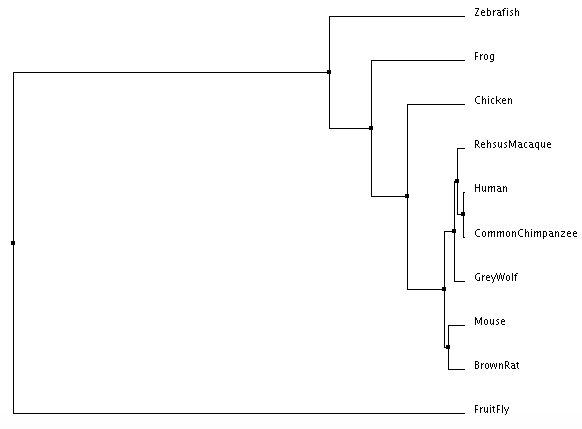 Zebrafish
Frog
Chicken
RehsusMacaque
Human
CommonChimpanzee
GreyWolf
Mouse
BrownRat
FruitFly